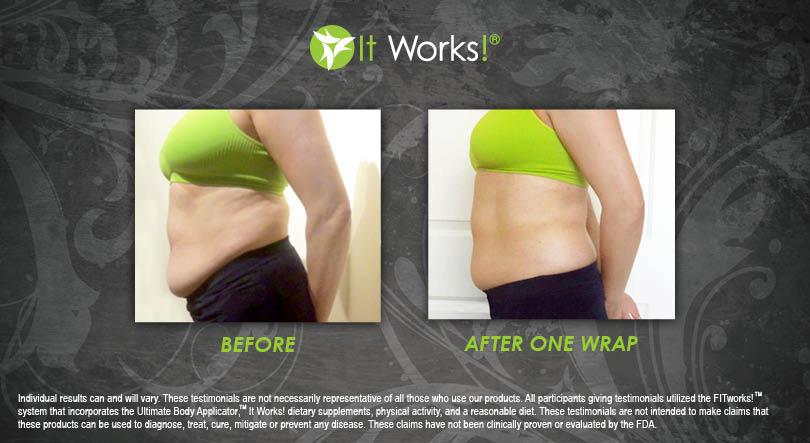 It Works!®
BEFORE
AFTER ONE WRAP
Individual results can and will vary. These testimonials are not necessarily representative of all those who use our products. All participants giving testimonials utilized the FITworks!™
system that incorporates the Ultimate Body Applicator,™ It Works! dietary supplements, physical activity, and a reasonable diet. These testimonials are not intended to make claims that
these products can be used to diagnose, treat, cure, mitigate or prevent any disease. These claims have not been clinically proven or evaluated by the FDA.